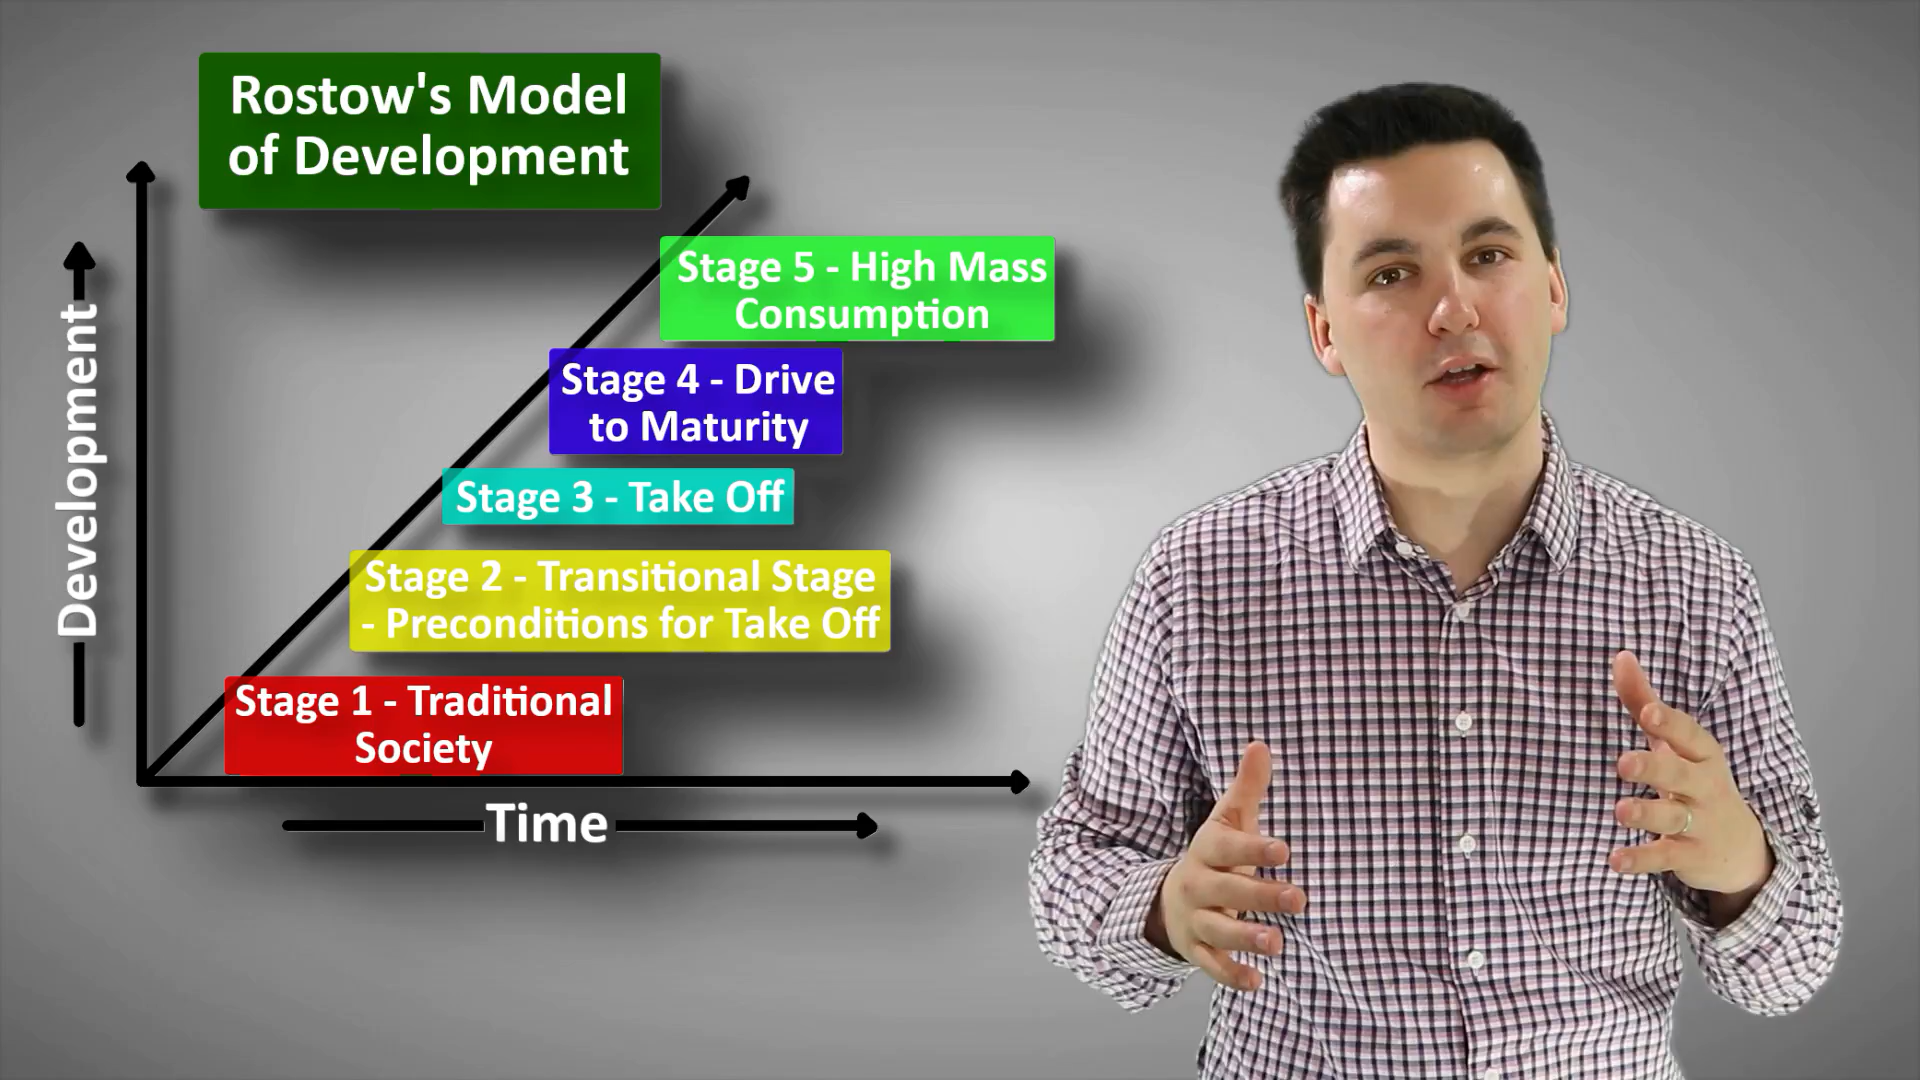 Rostow's Model
of Development
Stage 5 - High Mass
Consumption
Stage 4 - Drive
to Maturity
Stage 3 - Take Off
Stage 2 - Transitional Stage
- Preconditions for Take Off
Stage 1 - Traditional
Society
Development
Time